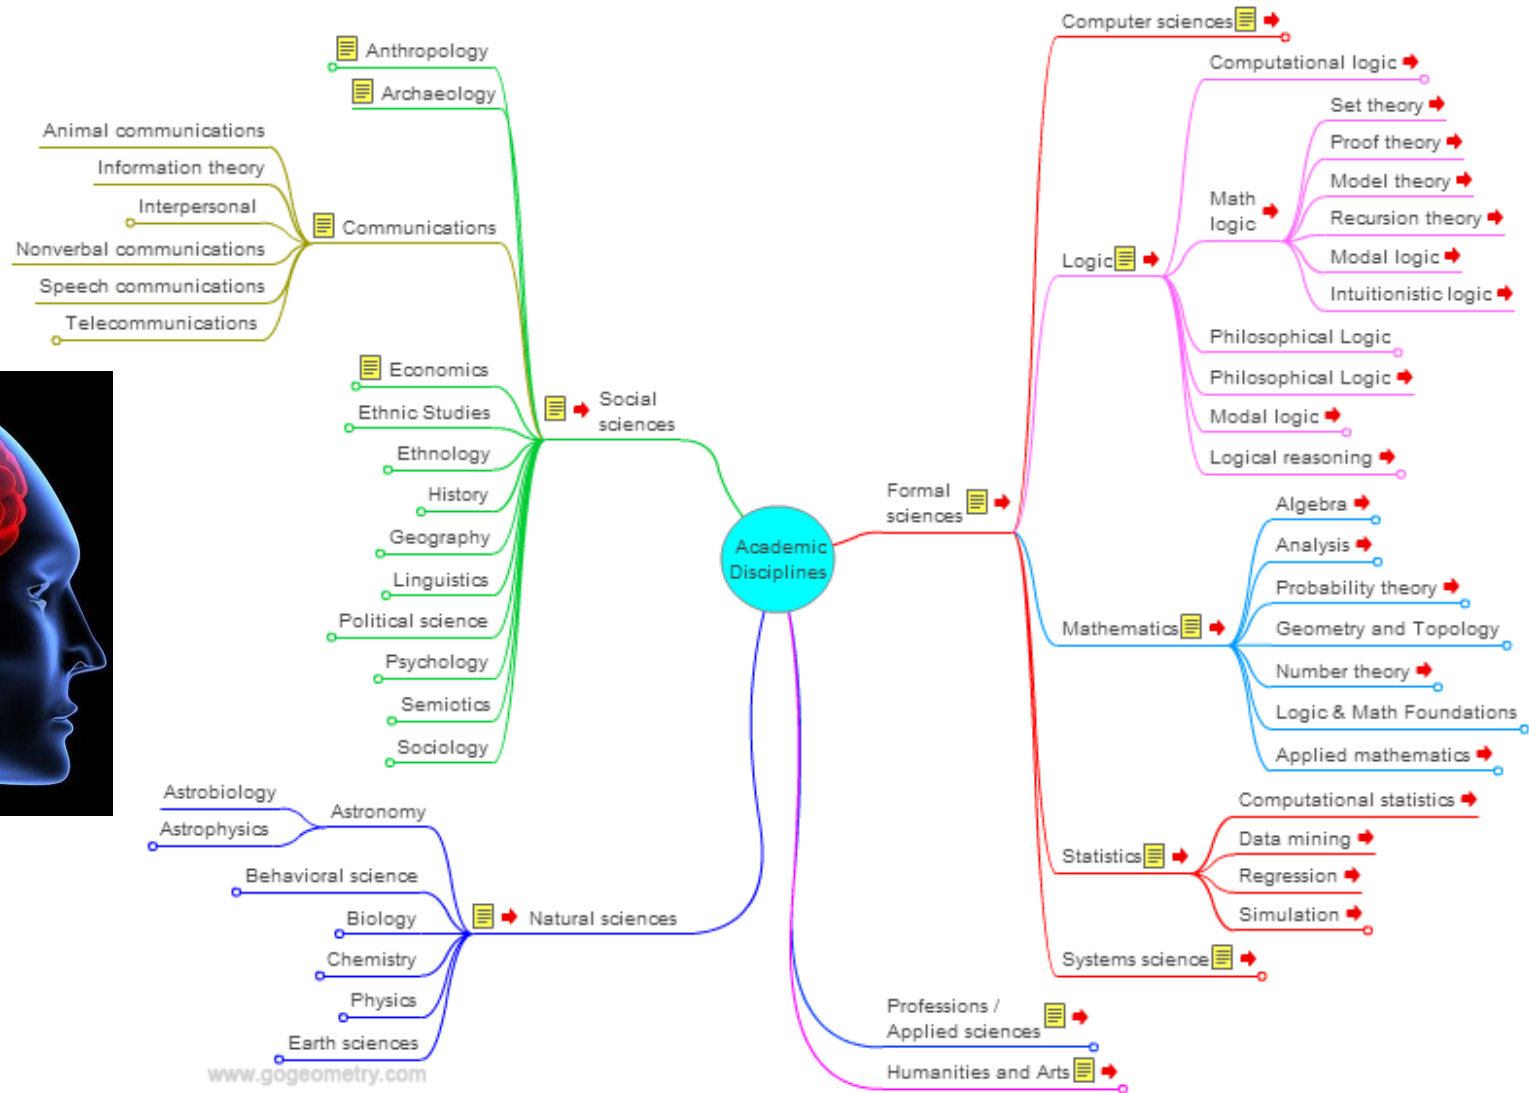 Anthropology
Archaeology
Animal communications
Information theory
Interpersonal
Nonverbal communications
Speech communications
Telecommunications
Communications
Economics
Ethnic Studies
Ethnology
History
Geography
Linguistics
Political science
Psychology
Semiotics
Sociology
Social
sciences
Astrobiology
Astrophysics
Astronomy
Behavioral science
Biology
Chemistry
Physics
Earth sciences
Natural sciences
www.gogeometry.com
Academic
Disciplines
Formal
sciences
Computer sciences
Logic
Computational logic
Math
logic
Set theory
Proof theory
Model theory
Recursion theory
Modal logic
Intuitionistic logic
Philosophical Logic
Philosophical Logic
Modal logic
Logical reasoning
Mathematics
Algebra
Analysis
Probability theory
Geometry and Topology
Number theory
Logic & Math Foundations
Applied mathematics
Statistics
Computational statistics
Data mining
Regression
Simulation
Systems science
Professions /
Applied sciences
Humanities and Arts